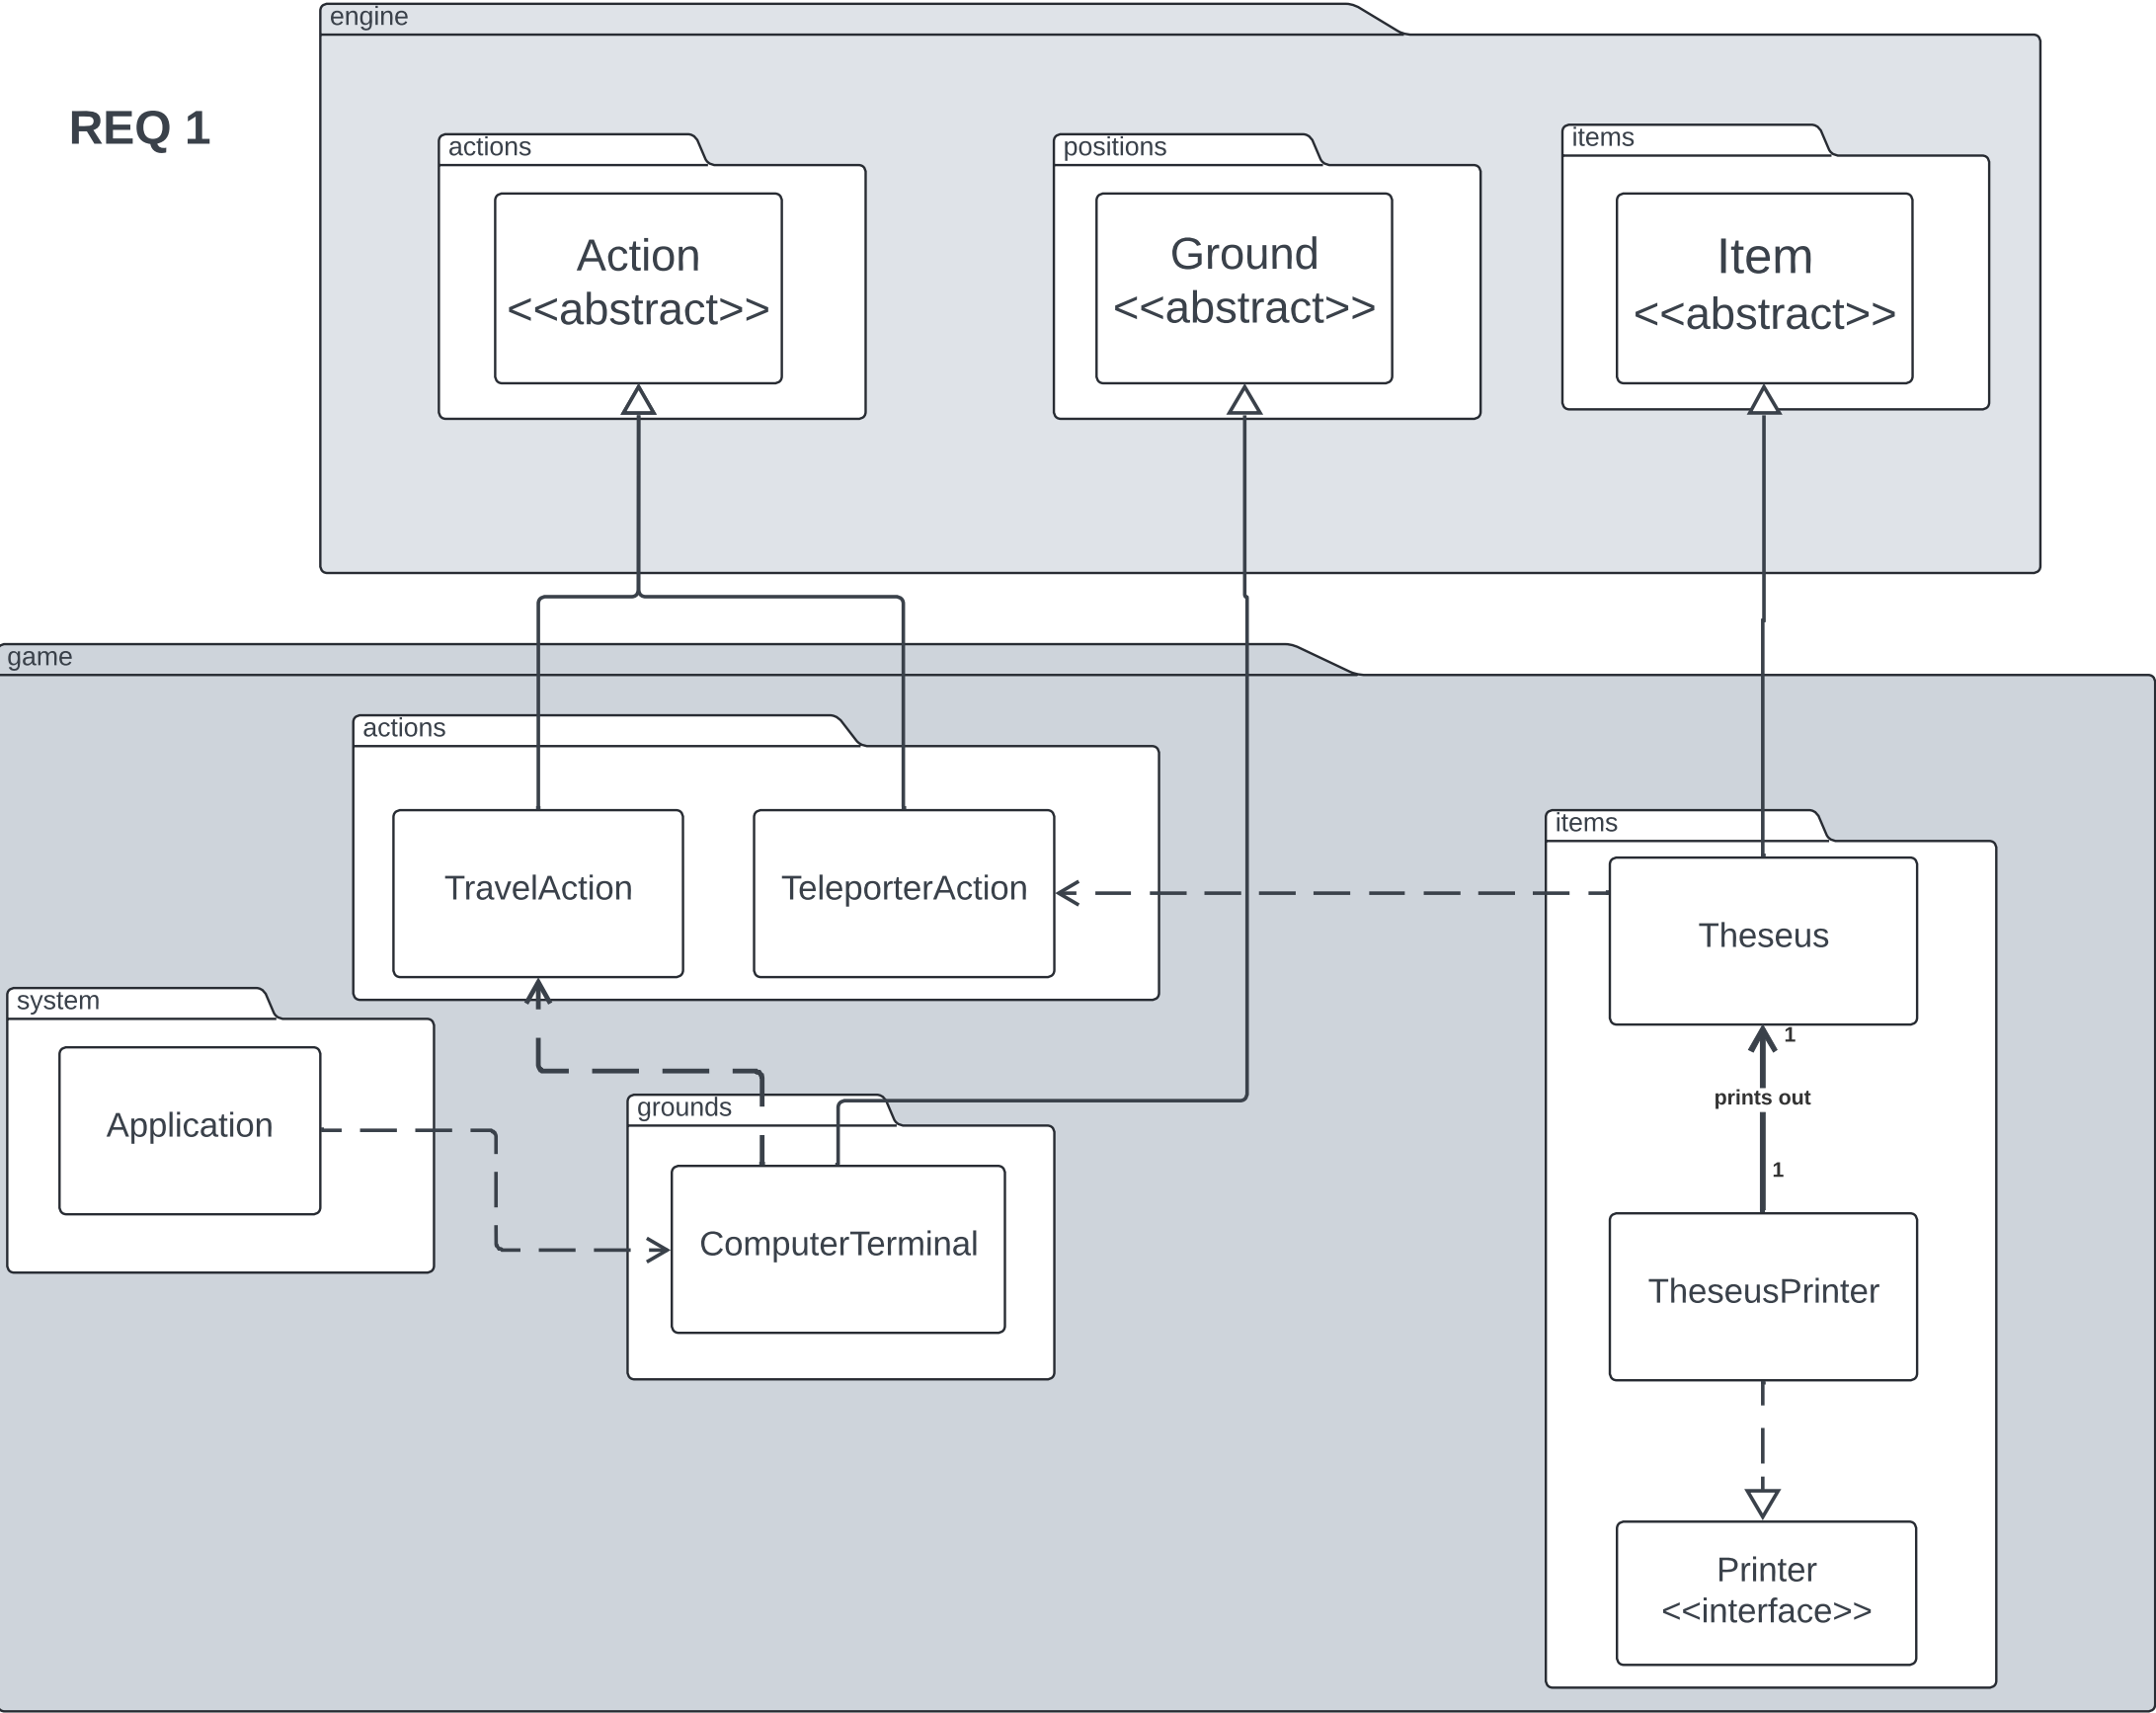 engine
REQ 1
actions
positions
items
Action
<<abstract>>
Ground
<<abstract>>
Item
<<abstract>>
game
actions
TravelAction
TeleporterAction
items
Theseus
system
Application
grounds
ComputerTerminal
1
prints out
1
TheseusPrinter
Printer
<<interface>>